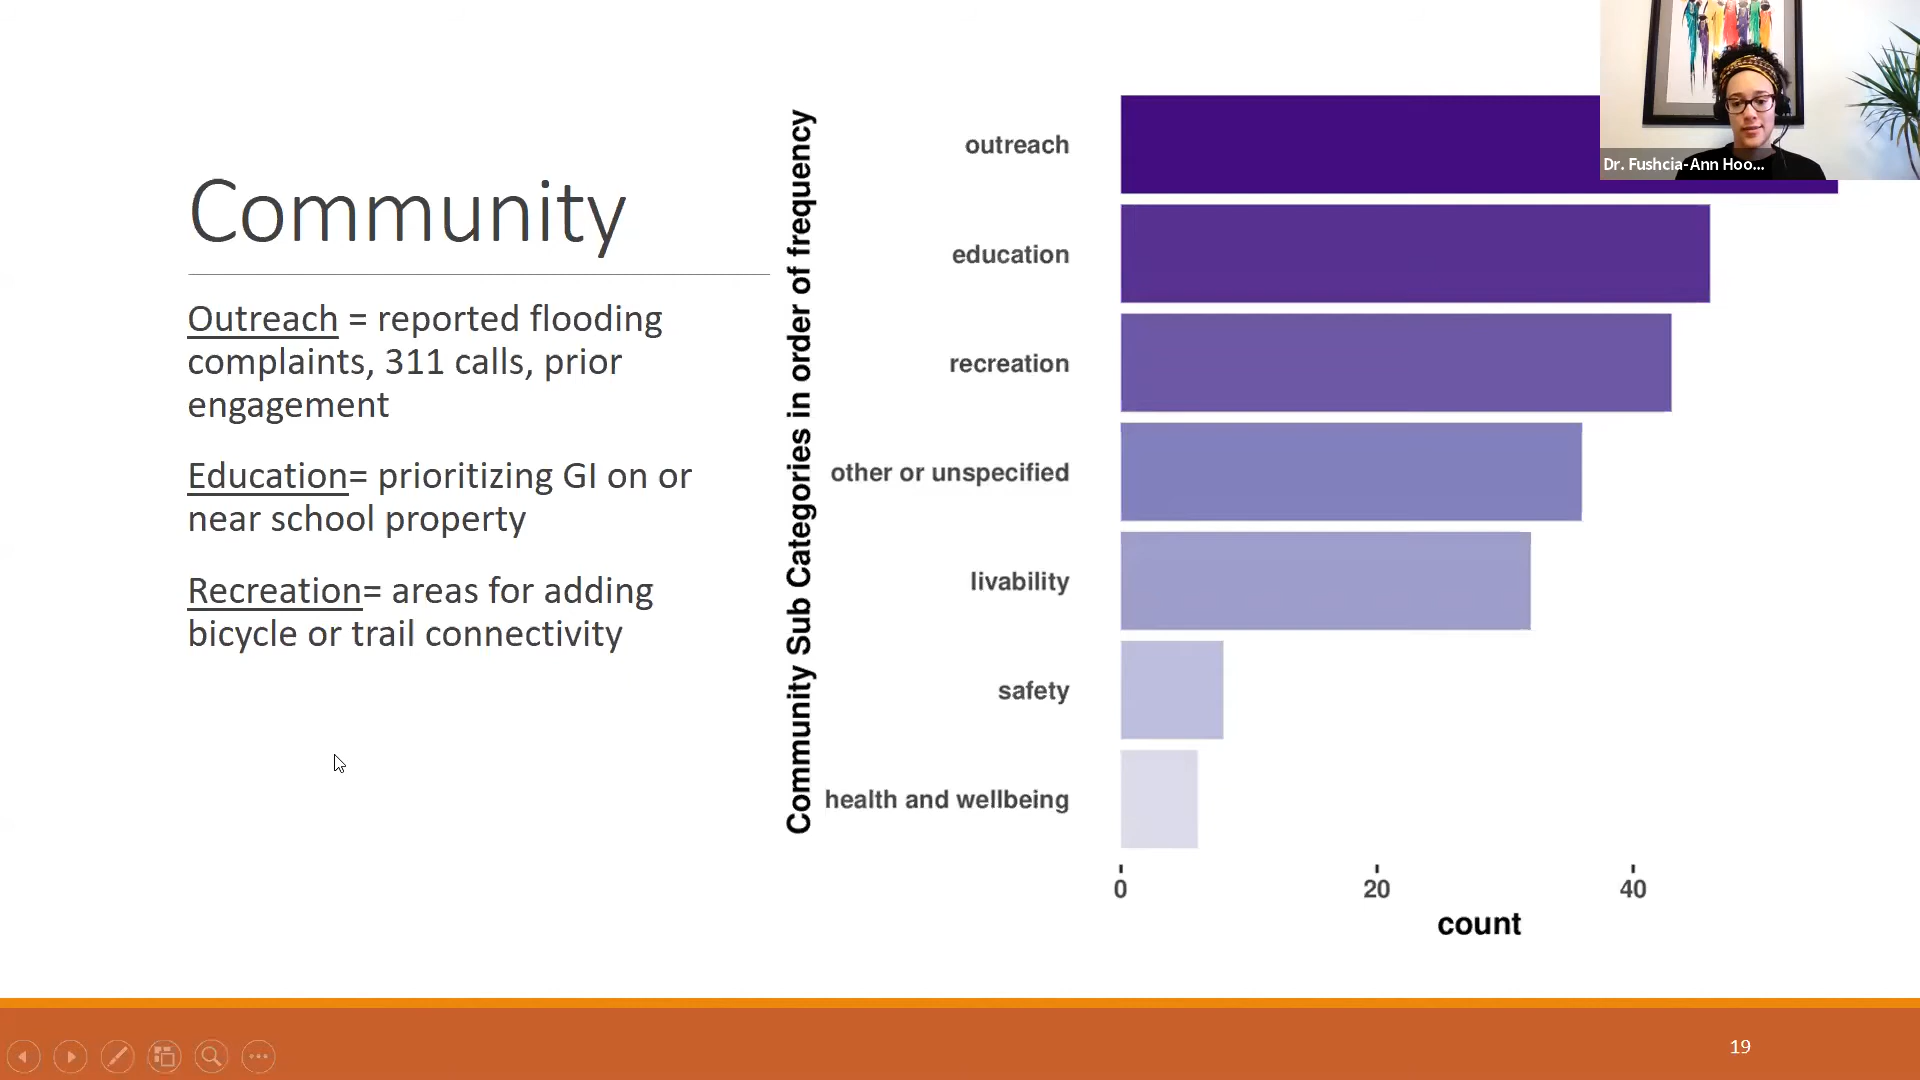 Community
Outreach = reported flooding
complaints, 311 calls, prior
engagement
Education= prioritizing GI on or
near school property
Recreation= areas for adding
bicycle or trail connectivity
Community Sub Categories in order of frequency
outreach
education
recreation
other or unspecified
livability
safety
health and wellbeing
0 20 40
count
Dr. Fushcia-Ann Hoo...
19